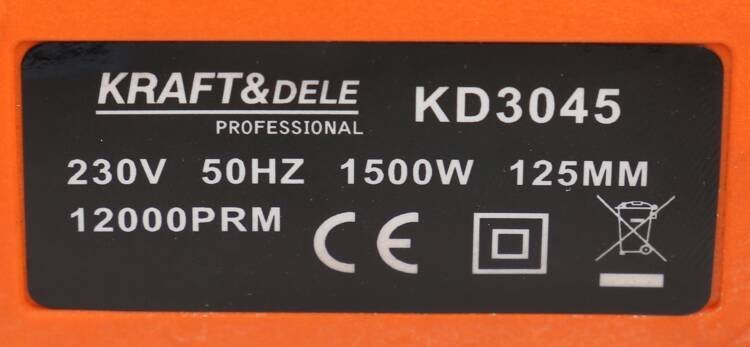 KRAFT&DELE KD3045
PROFESSIONAL
230V 50HZ 1500W 125MM
12000PRM CE